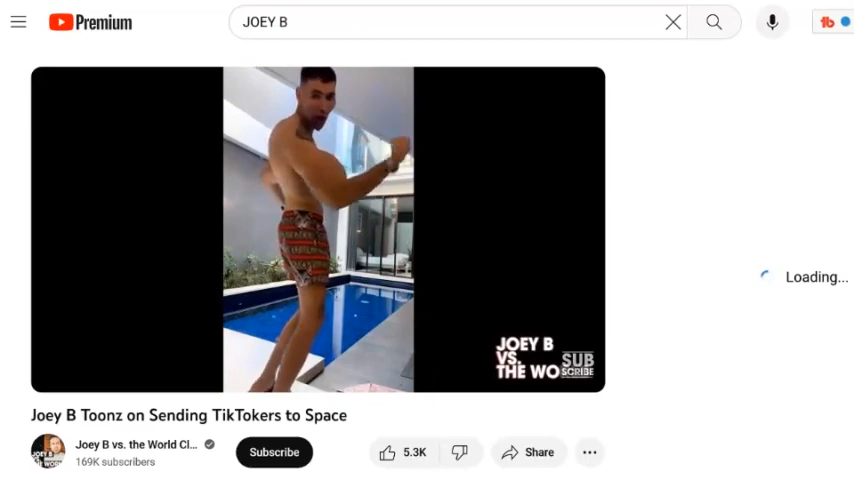 Premium
JOEY B
Loading...
JOEY B
VS.
THE WO
SUB
SCRIBE
Joey B Toonz on Sending TikTokers to Space
Joey B vs. the World Cl...
169K subscribers
Subscribe
5.3K
Share